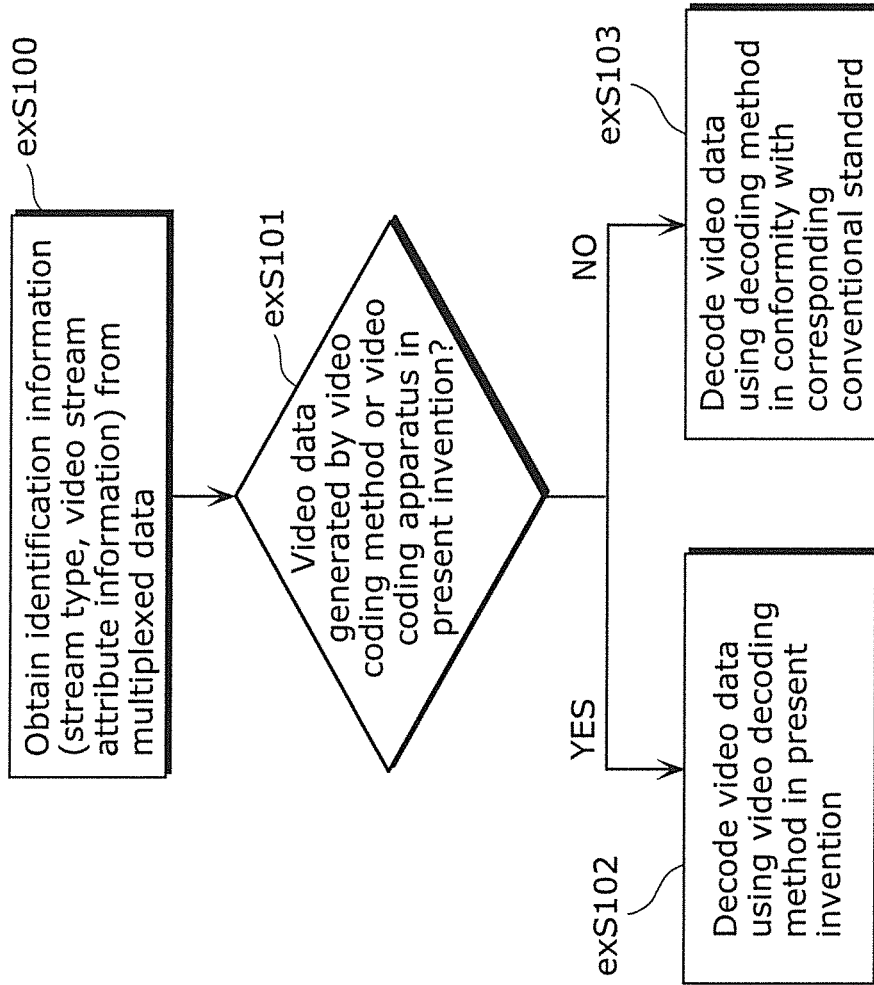 exS100
Obtain identification information
(stream type, video stream
attribute information) from
multiplexed data
exS101
Video data
generated by video
coding method or video
coding apparatus in
present invention?
YES
NO
exS102
Decode video data
using video decoding
method in present
invention
exS103
Decode video data
using decoding method
in conformity with
corresponding
conventional standard